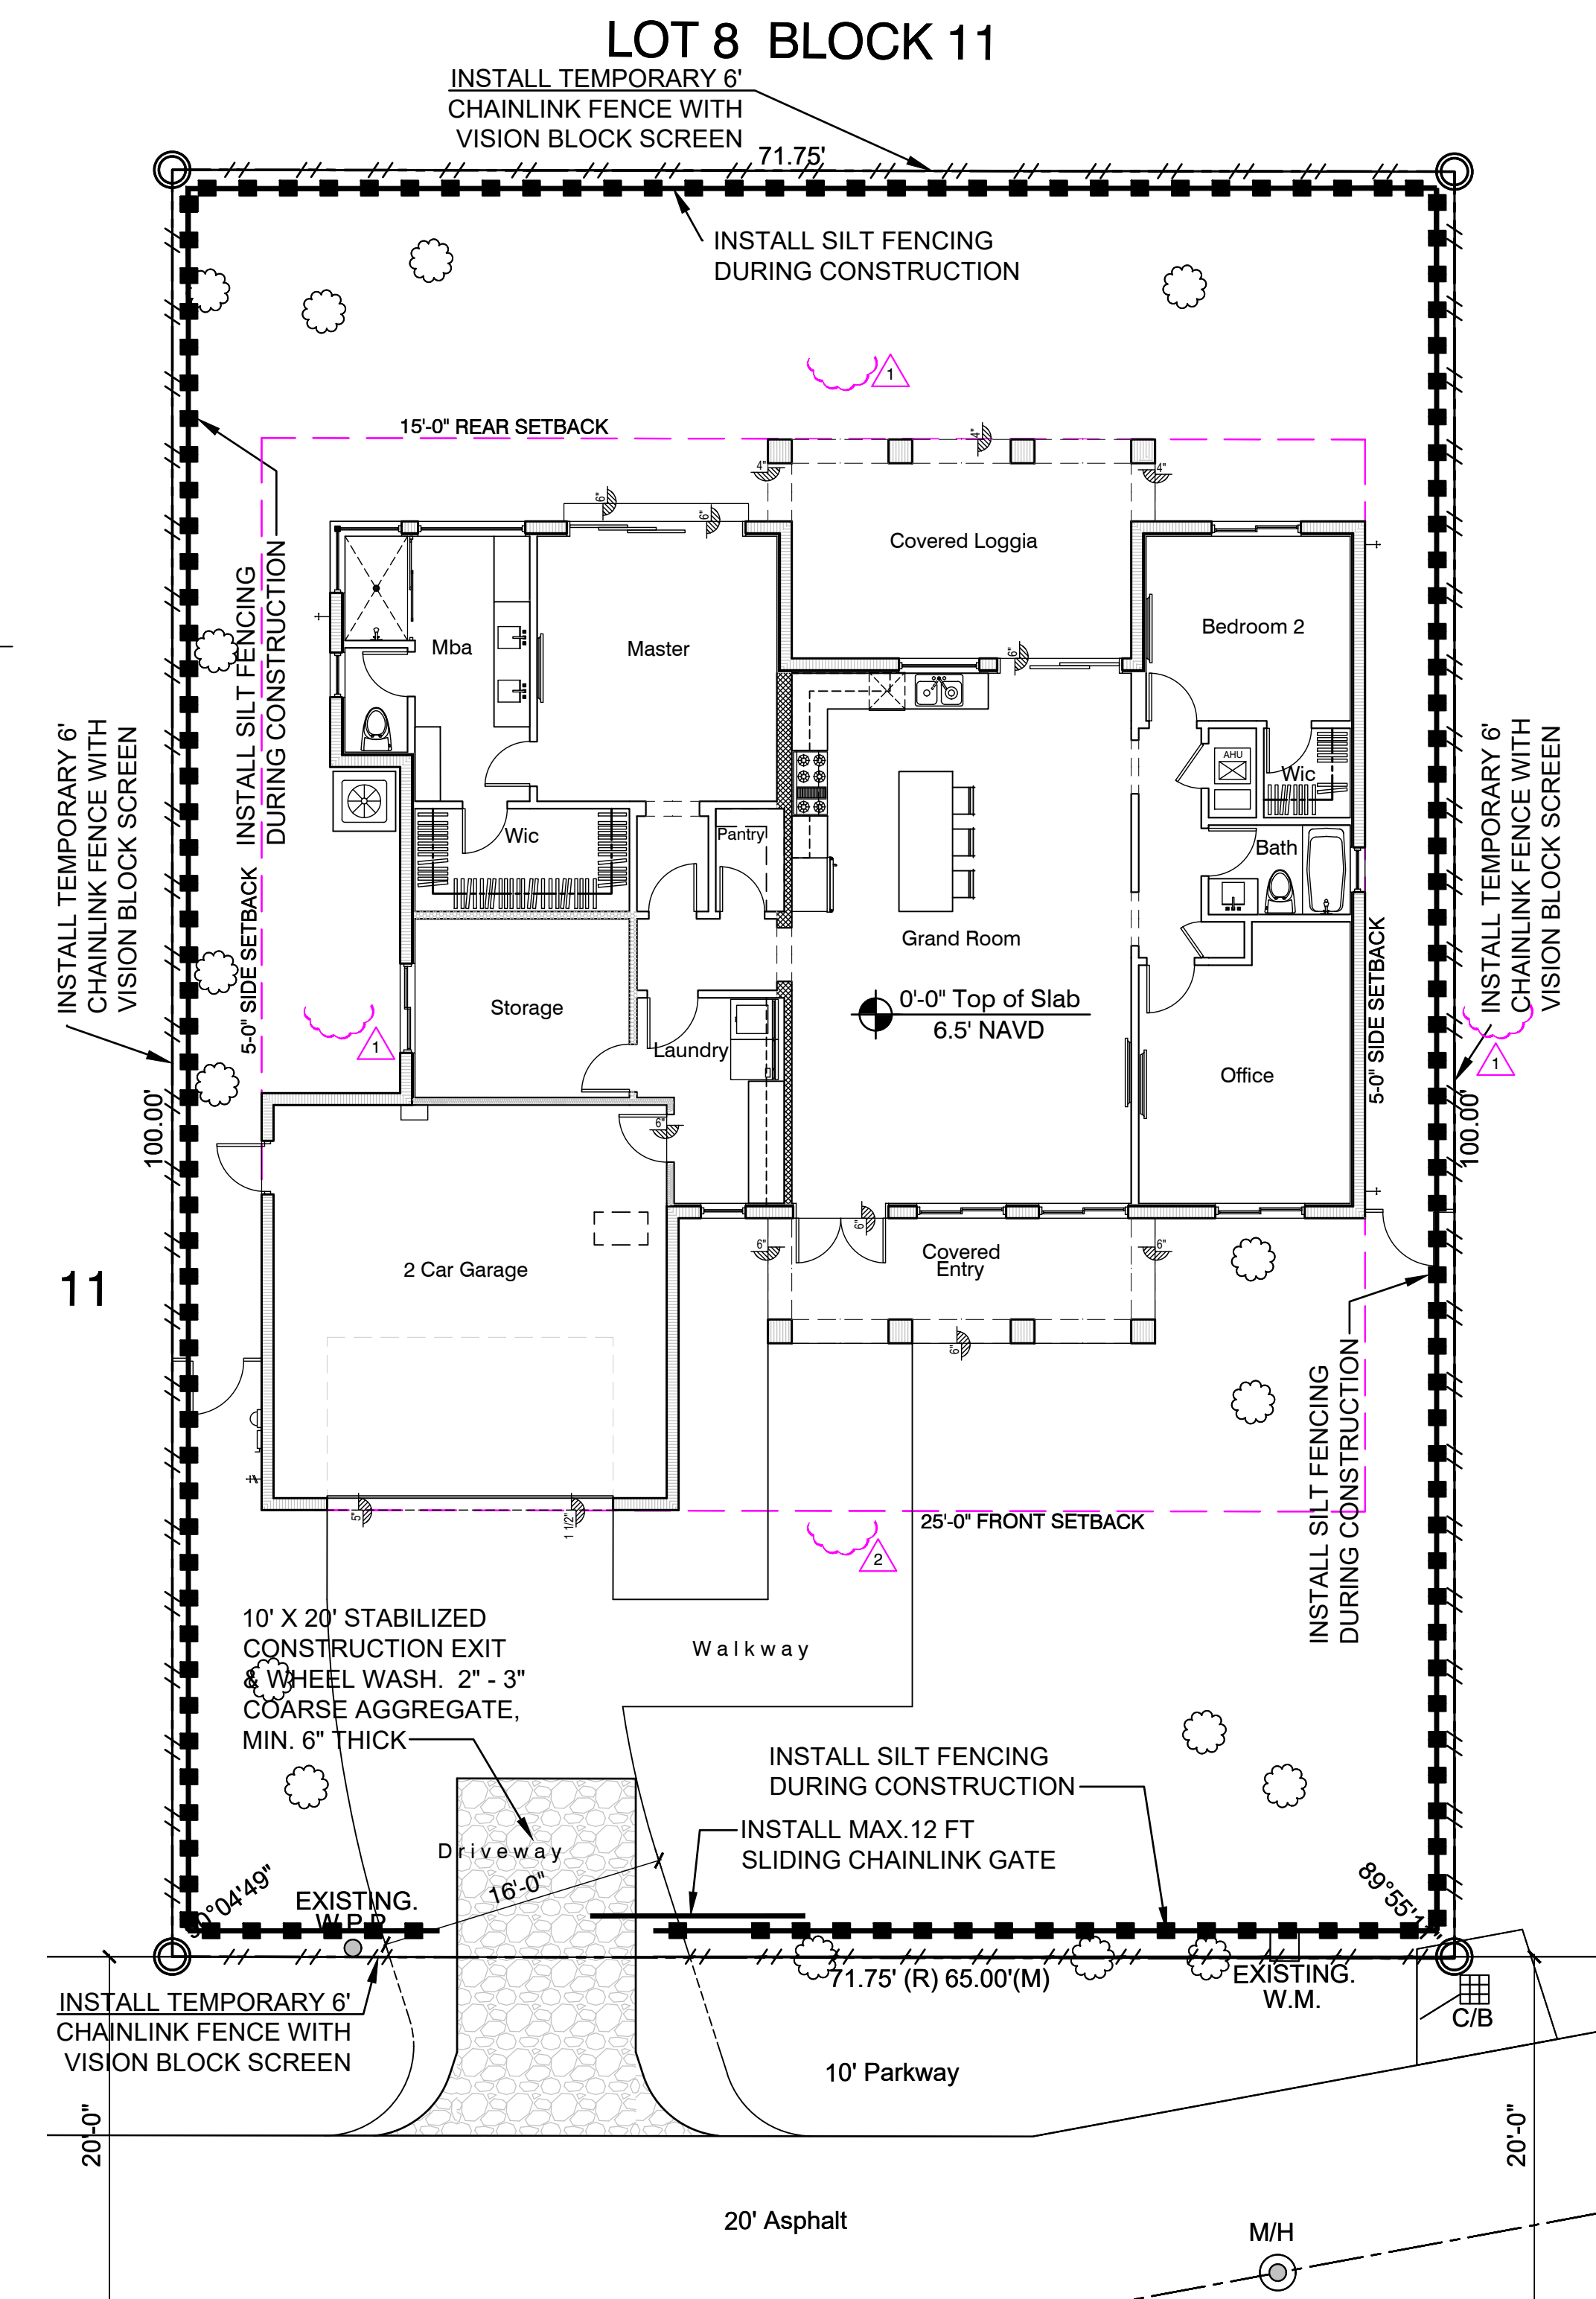 LOT 8 BLOCK 11
INSTALL TEMPORARY 6'
CHAINLINK FENCE WITH
VISION BLOCK SCREEN
71.75'
INSTALL SILT FENCING
DURING CONSTRUCTION
1
15'-0" REAR SETBACK
4"
4"
4"
6"
6"
Covered Loggia
INSTALL SILT FENCING
DURING CONSTRUCTION
Mba
Master
Bedroom 2
6"
INSTALL TEMPORARY 6'
CHAINLINK FENCE WITH
VISION BLOCK SCREEN
INSTALL TEMPORARY 6'
CHAINLINK FENCE WITH
VISION BLOCK SCREEN
AHU
Wic
Wic
Pantry
Bath
5-0" SIDE SETBACK
5-0" SIDE SETBACK
Grand Room
Storage
0'-0" Top of Slab
6.5' NAVD
1
1
Laundry
Office
100.00'
100.00'
6"
6"
6"
6"
Covered
Entry
2 Car Garage
11
6"
INSTALL SILT FENCING
DURING CONSTRUCTION
5"
1 1/2"
25'-0" FRONT SETBACK
2
10' X 20' STABILIZED
CONSTRUCTION EXIT
& WHEEL WASH. 2" - 3"
COARSE AGGREGATE,
MIN. 6" THICK
Walkway
INSTALL SILT FENCING
DURING CONSTRUCTION
INSTALL MAX.12 FT
SLIDING CHAINLINK GATE
Driveway
16'-0"
EXISTING.
W.P.P.
71.75' (R) 65.00'(M)
EXISTING.
W.M.
C/B
INSTALL TEMPORARY 6'
CHAINLINK FENCE WITH
VISION BLOCK SCREEN
10' Parkway
20'-0"
20'-0"
20' Asphalt
M/H